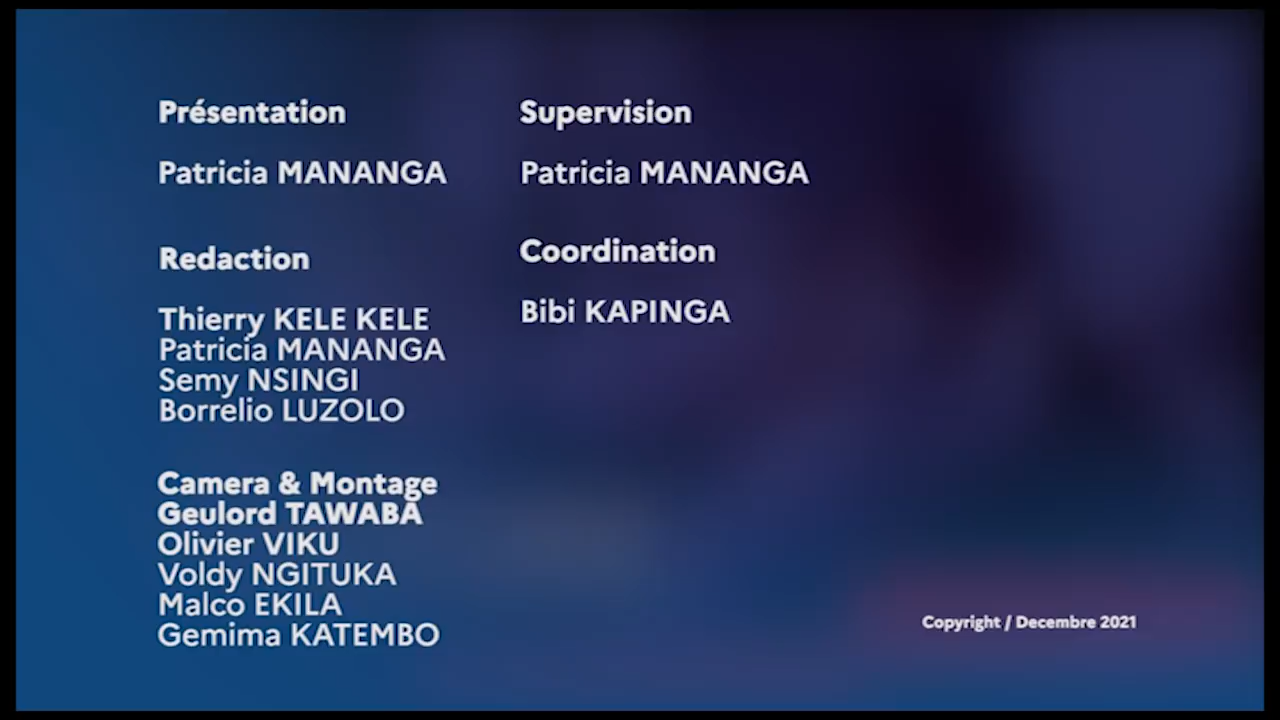 Présentation
Patricia MANANGA
Redaction
Thierry KELE KELE
Patricia MANANGA
Semy NSINGI
Borrelio LUZOLO
Camera & Montage
Geulord TAWABA
Olivier VIKU
Voldy NGITUKA
Malco EKILA
Gemima KATEMBO
Supervision
Patricia MANANGA
Coordination
Bibi KAPINGA
Copyright / Decembre 2021